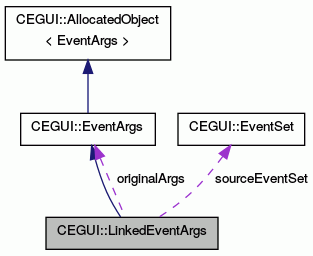 CEGUI::AllocatedObject
< EventArgs >
CEGUI::EventArgs
CEGUI::EventSet
originalArgs
sourceEventSet
CEGUI::LinkedEventArgs